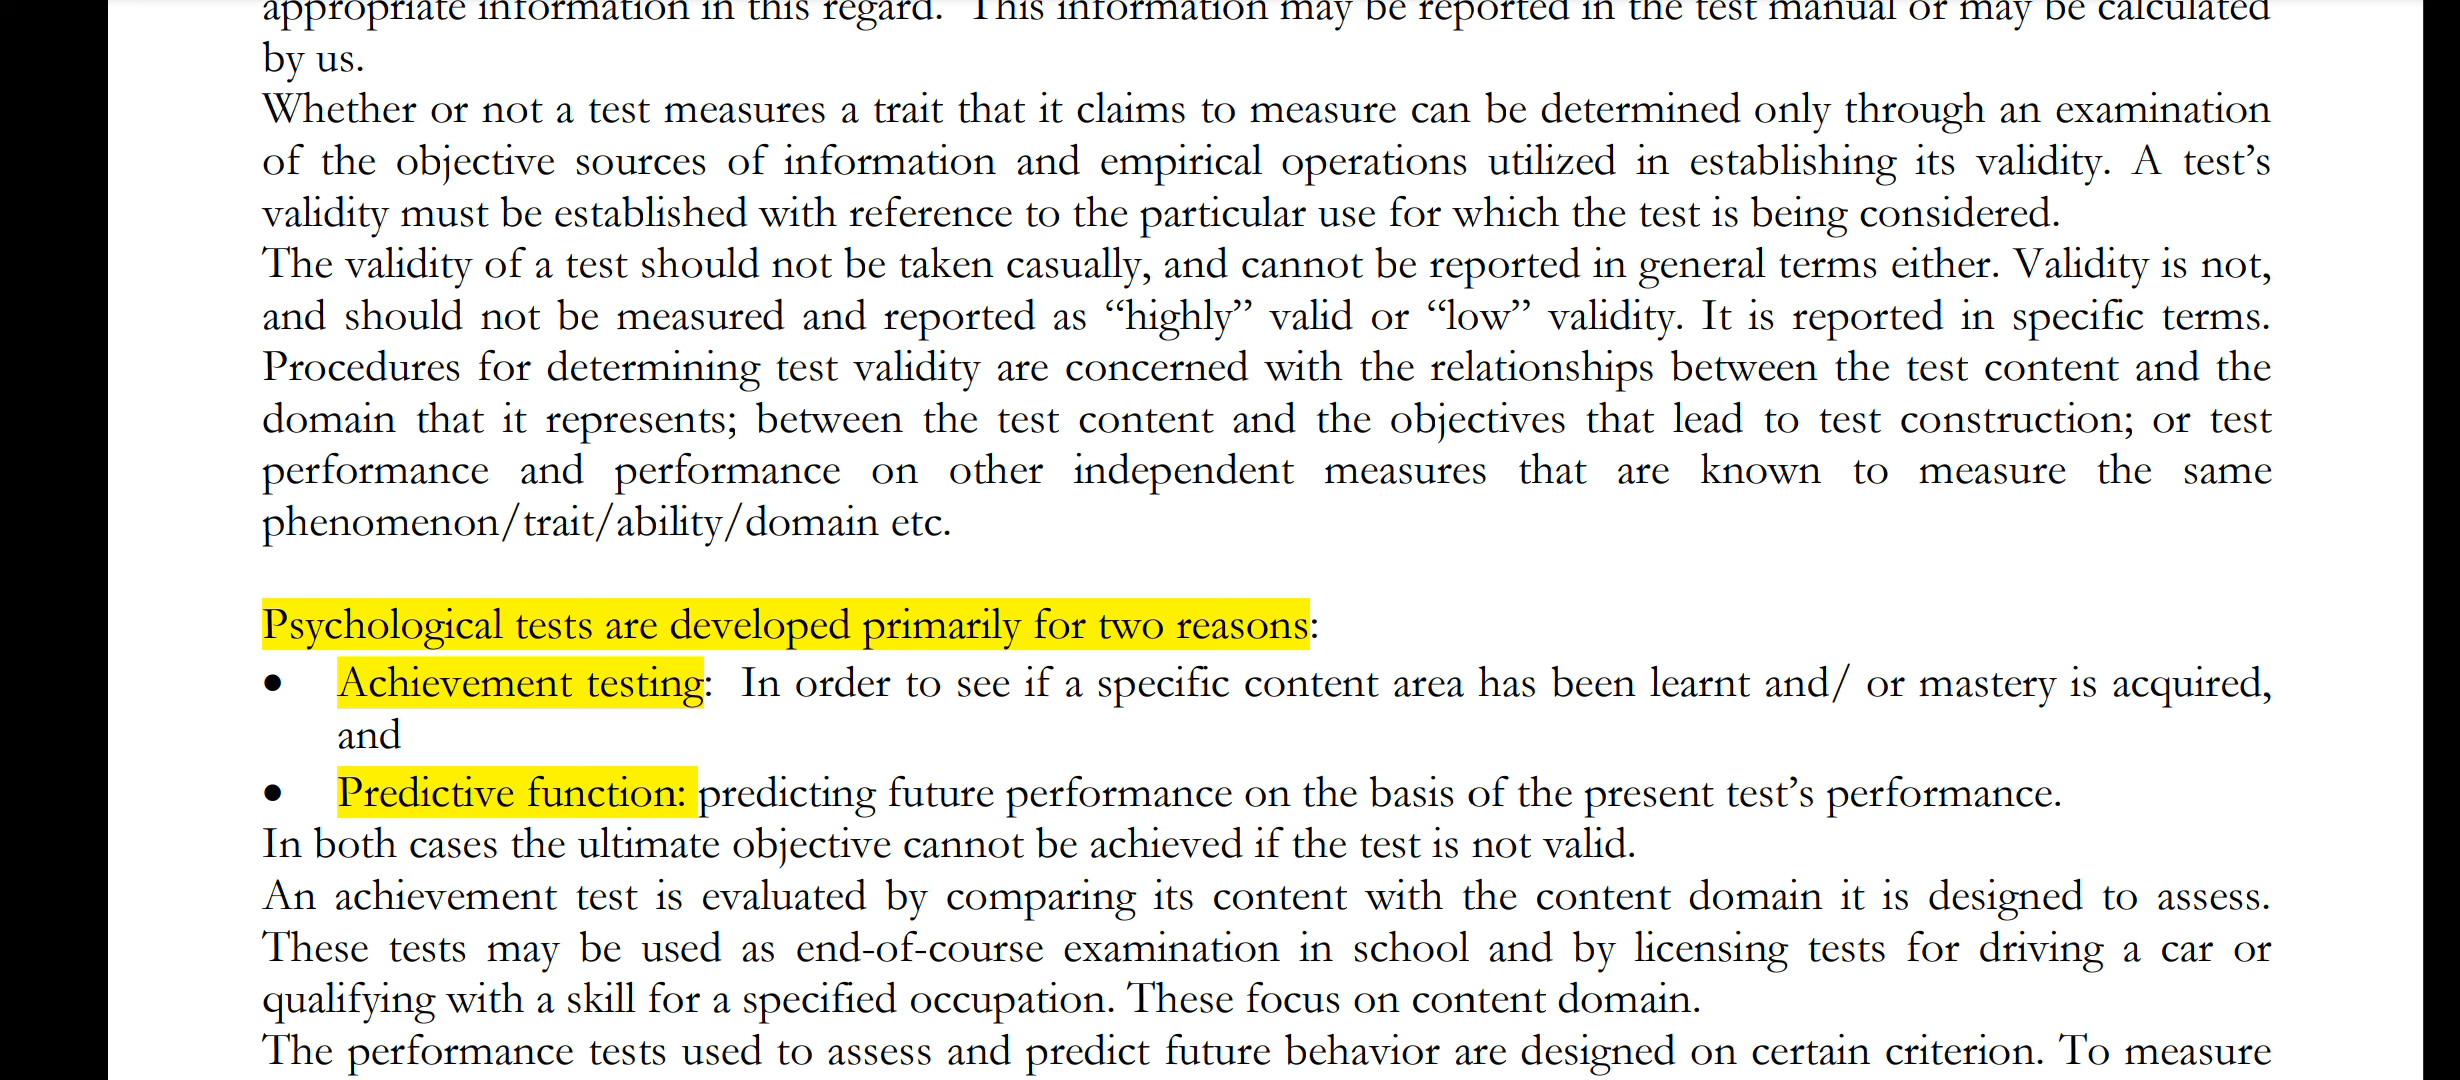 appropriate information in this regard. This information may be reported in the test manual or may be calculated
by us.
Whether or not a test measures a trait that it claims to measure can be determined only through an examination
of the objective sources of information and empirical operations utilized in establishing its validity. A test’s
validity must be established with reference to the particular use for which the test is being considered.
The validity of a test should not be taken casually, and cannot be reported in general terms either. Validity is not,
and should not be measured and reported as “highly” valid or “low” validity. It is reported in specific terms.
Procedures for determining test validity are concerned with the relationships between the test content and the
domain that it represents; between the test content and the objectives that lead to test construction; or test
performance and performance on other independent measures that are known to measure the same
phenomenon/trait/ability/domain etc.
Psychological tests are developed primarily for two reasons:
• Achievement testing: In order to see if a specific content area has been learnt and/ or mastery is acquired,
and
• Predictive function: predicting future performance on the basis of the present test’s performance.
In both cases the ultimate objective cannot be achieved if the test is not valid.
An achievement test is evaluated by comparing its content with the content domain it is designed to assess.
These tests may be used as end-of-course examination in school and by licensing tests for driving a car or
qualifying with a skill for a specified occupation. These focus on content domain.
The performance tests used to assess and predict future behavior are designed on certain criterion. To measure